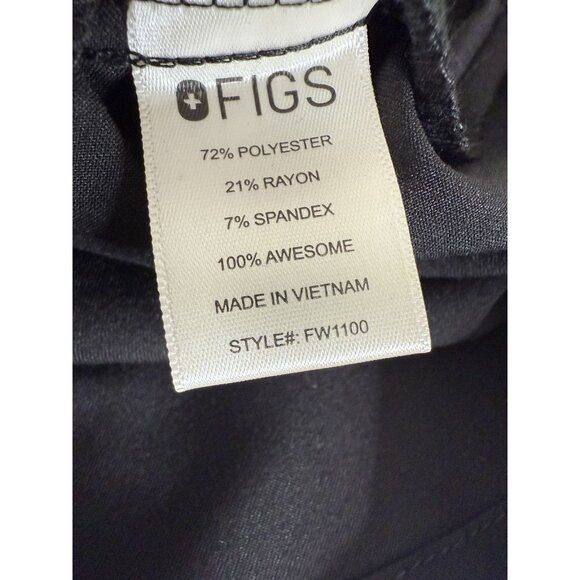 FIGS
72% POLYESTER
21% RAYON
7% SPANDEX
100% AWESOME
MADE IN VIETNAM
STYLE#: FW1100